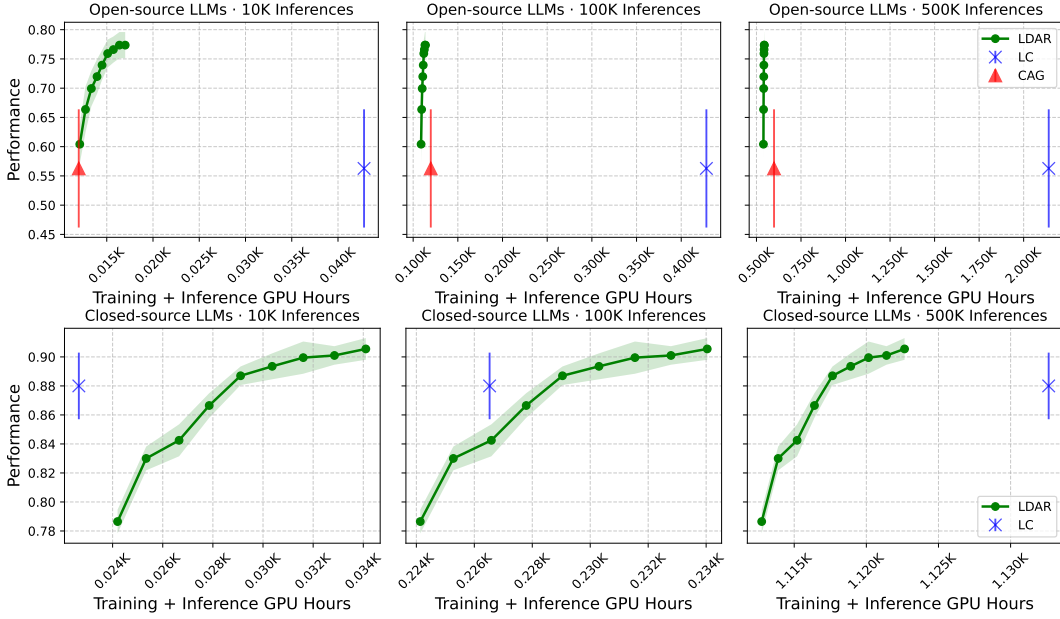 Open-source LLMs · 10K Inferences
Open-source LLMs · 100K Inferences
Open-source LLMs · 500K Inferences
Performance
0.80
0.75
0.70
0.65
0.60
0.55
0.50
0.45
LDAR
LC
CAG
0.015K
0.020K
0.025K
0.030K
0.035K
0.040K
0.100K
0.150K
0.200K
0.250K
0.300K
0.350K
0.400K
0.500K
0.750K
1.000K
1.250K
1.500K
1.750K
2.000K
Training + Inference GPU Hours
Training + Inference GPU Hours
Training + Inference GPU Hours
Closed-source LLMs · 10K Inferences
Closed-source LLMs · 100K Inferences
Closed-source LLMs · 500K Inferences
Performance
0.90
0.88
0.86
0.84
0.82
0.80
0.78
LDAR
LC
0.024K
0.026K
0.028K
0.030K
0.032K
0.034K
0.224K
0.226K
0.228K
0.230K
0.232K
0.234K
1.115K
1.120K
1.125K
1.130K
Training + Inference GPU Hours
Training + Inference GPU Hours
Training + Inference GPU Hours